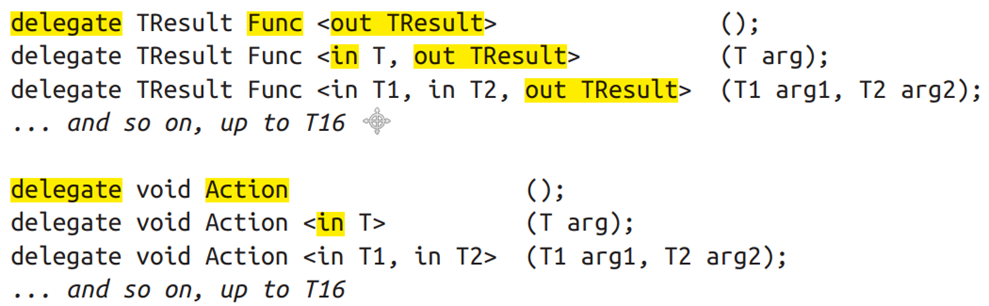 delegate TResult Func <out TResult> ();
delegate TResult Func <in T, out TResult> (T arg);
delegate TResult Func <in T1, in T2, out TResult> (T1 arg1, T2 arg2);
... and so on, up to T16
delegate void Action ();
delegate void Action <in T> (T arg);
delegate void Action <in T1, in T2> (T1 arg1, T2 arg2);
... and so on, up to T16